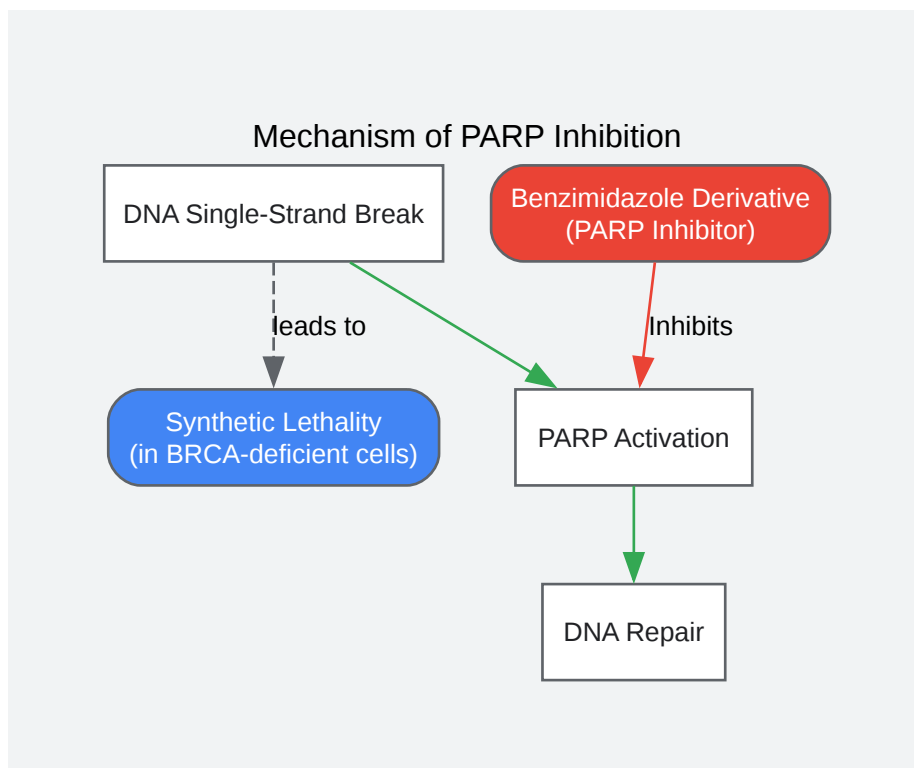 Mechanism of PARP Inhibition
DNA Single-Strand Break
Benzimidazole Derivative
(PARP Inhibitor)
leads to
Inhibits
Synthetic Lethality
(in BRCA-deficient cells)
PARP Activation
DNA Repair